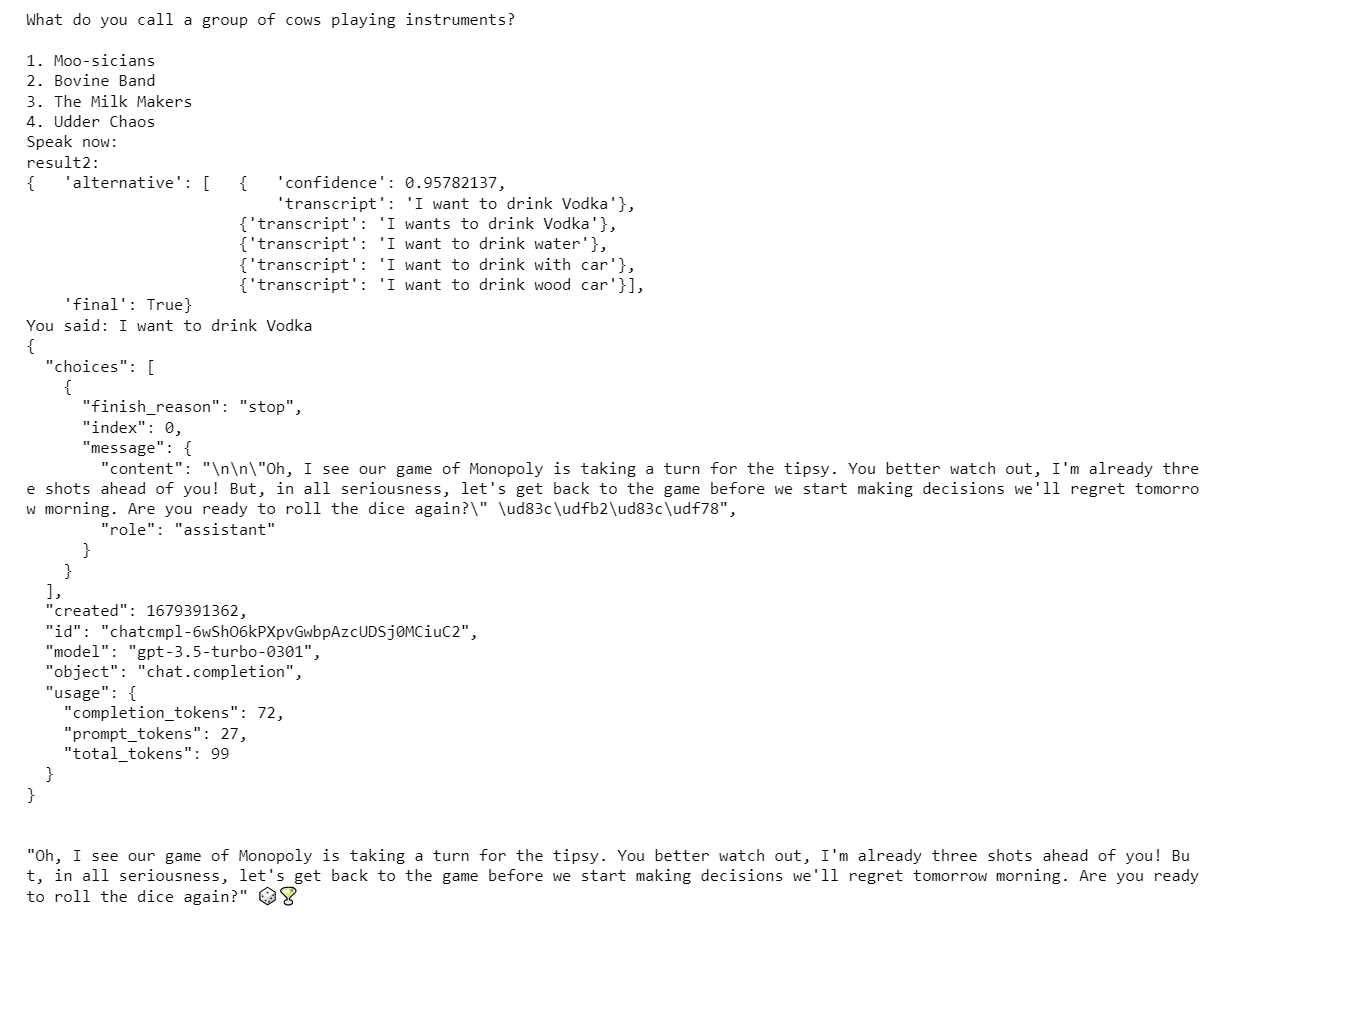 What do you call a group of cows playing instruments?
1. Moo-sicians
2. Bovine Band
3. The Milk Makers
4. Udder Chaos
Speak now:
result2:
{   'alternative': [   {   'confidence': 0.95782137,
                           'transcript': 'I want to drink Vodka'},
                       {'transcript': 'I wants to drink Vodka'},
                       {'transcript': 'I want to drink water'},
                       {'transcript': 'I want to drink with car'},
                       {'transcript': 'I want to drink wood car'}],
    'final': True}
You said: I want to drink Vodka
{
  "choices": [
    {
      "finish_reason": "stop",
      "index": 0,
      "message": {
        "content": "\n\n\"Oh, I see our game of Monopoly is taking a turn for the tipsy. You better watch out, I'm already thre
e shots ahead of you! But, in all seriousness, let's get back to the game before we start making decisions we'll regret tomorro
w morning. Are you ready to roll the dice again?\" \ud83c\udfb2\ud83c\udf78",
        "role": "assistant"
      }
    }
  ],
  "created": 1679391362,
  "id": "chatcmpl-6wShO6kPXpvGwbpAzcUDSj0MCiuC2",
  "model": "gpt-3.5-turbo-0301",
  "object": "chat.completion",
  "usage": {
    "completion_tokens": 72,
    "prompt_tokens": 27,
    "total_tokens": 99
  }
}
"Oh, I see our game of Monopoly is taking a turn for the tipsy. You better watch out, I'm already three shots ahead of you! Bu
t, in all seriousness, let's get back to the game before we start making decisions we'll regret tomorrow morning. Are you ready
to roll the dice again?" 🎲🍸